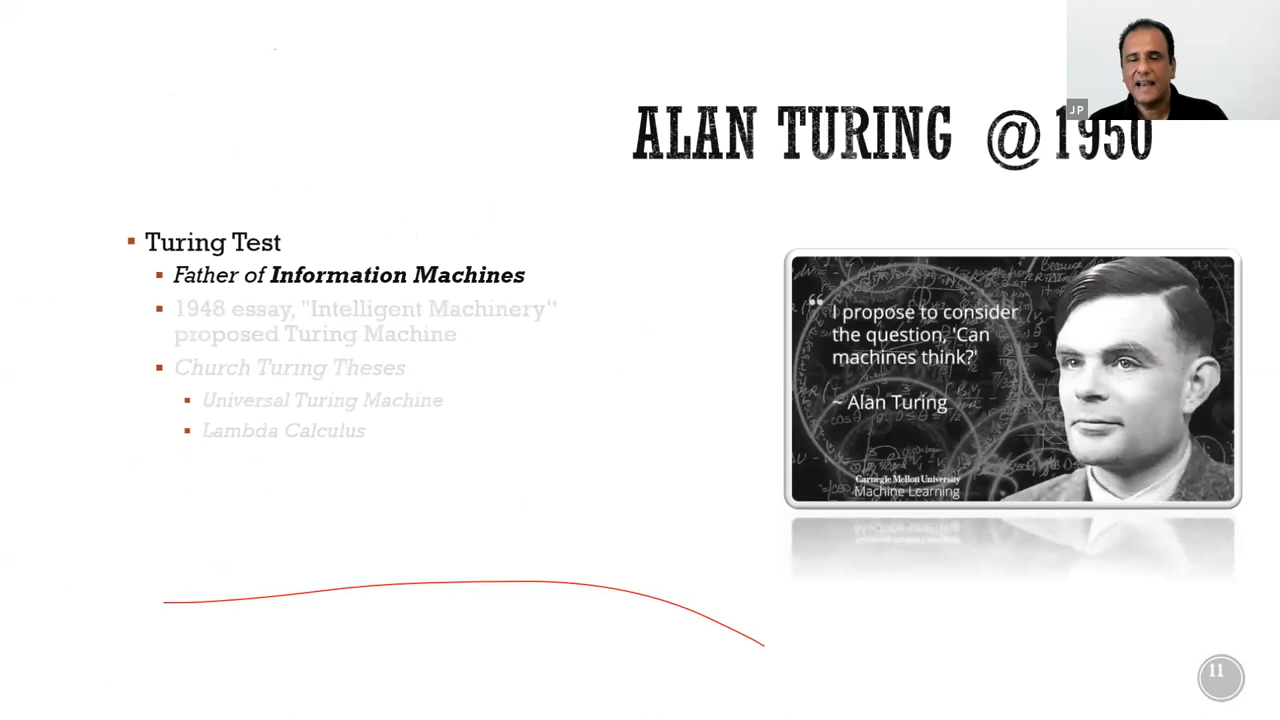 JP
ALAN TURING @1950
Turing Test
Father of Information Machines
1948 essay, "Intelligent Machinery“
proposed Turing Machine
Church Turing Theses
Universal Turing Machine
Lambda Calculus
“ I propose to consider
the question, 'Can
machines think?'
~ Alan Turing
Carnegie Mellon University
Machine Learning
11